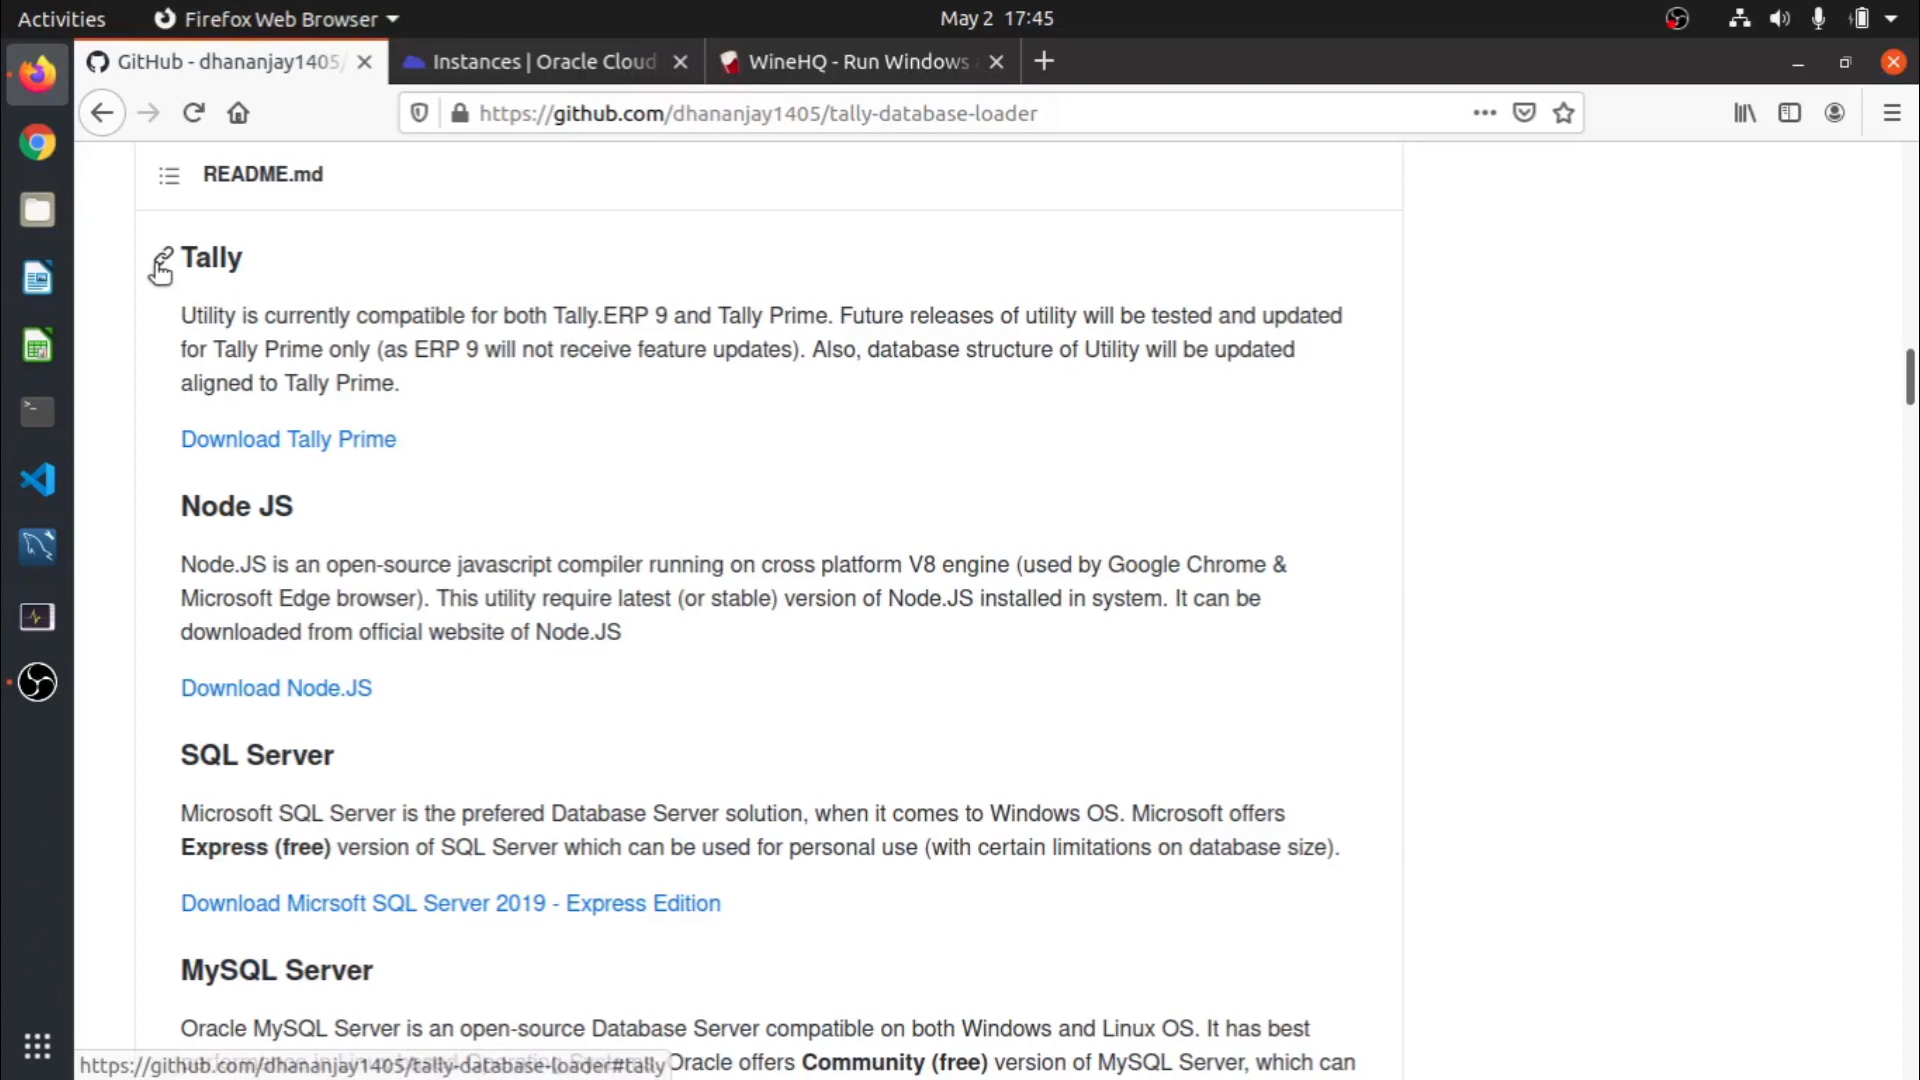 Activities
Firefox Web Browser
May 2 17:45
GitHub - dhananjay1405/
Instances | Oracle Cloud
WineHQ - Run Windows
https://github.com/dhananjay1405/tally-database-loader
README.md
Tally
Utility is currently compatible for both Tally.ERP 9 and Tally Prime. Future releases of utility will be tested and updated
for Tally Prime only (as ERP 9 will not receive feature updates). Also, database structure of Utility will be updated
aligned to Tally Prime.
Download Tally Prime
Node JS
Node.JS is an open-source javascript compiler running on cross platform V8 engine (used by Google Chrome &
Microsoft Edge browser). This utility require latest (or stable) version of Node.JS installed in system. It can be
downloaded from official website of Node.JS
Download Node.JS
SQL Server
Microsoft SQL Server is the prefered Database Server solution, when it comes to Windows OS. Microsoft offers
Express (free) version of SQL Server which can be used for personal use (with certain limitations on database size).
Download Micrsoft SQL Server 2019 - Express Edition
MySQL Server
Oracle MySQL Server is an open-source Database Server compatible on both Windows and Linux OS. It has best
Oracle offers Community (free) version of MySQL Server, which can
https://github.com/dhananjay1405/tally-database-loader#tally